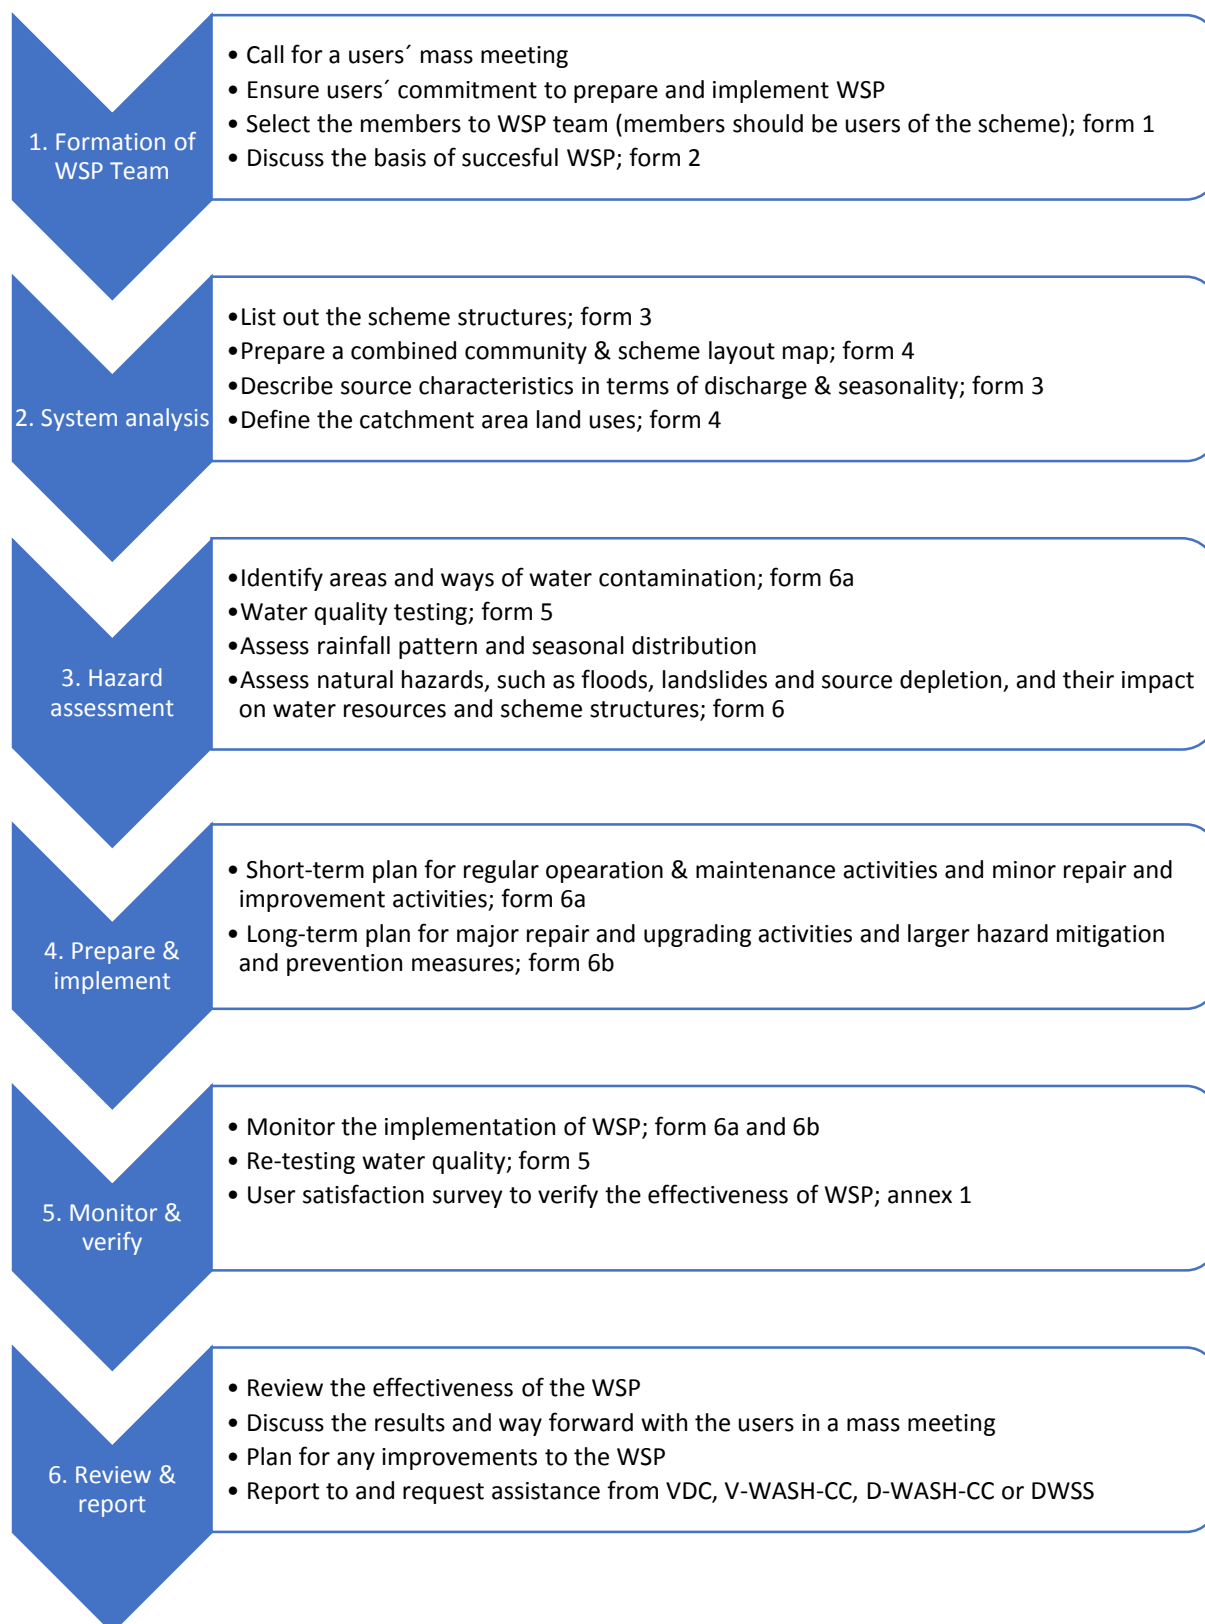 1. Formation of
WSP Team
• Call for a users´ mass meeting
• Ensure users´ commitment to prepare and implement WSP
• Select the members to WSP team (members should be users of the scheme); form 1
• Discuss the basis of succesful WSP; form 2
2. System analysis
•List out the scheme structures; form 3
•Prepare a combined community & scheme layout map; form 4
•Describe source characteristics in terms of discharge & seasonality; form 3
•Define the catchment area land uses; form 4
3. Hazard
assessment
•Identify areas and ways of water contamination; form 6a
•Water quality testing; form 5
•Assess rainfall pattern and seasonal distribution
•Assess natural hazards, such as floods, landslides and source depletion, and their impact
on water resources and scheme structures; form 6
4. Prepare &
implement
• Short-term plan for regular opearation & maintenance activities and minor repair and
improvement activities; form 6a
• Long-term plan for major repair and upgrading activities and larger hazard mitigation
and prevention measures; form 6b
5. Monitor &
verify
• Monitor the implementation of WSP; form 6a and 6b
• Re-testing water quality; form 5
• User satisfaction survey to verify the effectiveness of WSP; annex 1
6. Review &
report
• Review the effectiveness of the WSP
• Discuss the results and way forward with the users in a mass meeting
• Plan for any improvements to the WSP
• Report to and request assistance from VDC, V-WASH-CC, D-WASH-CC or DWSS